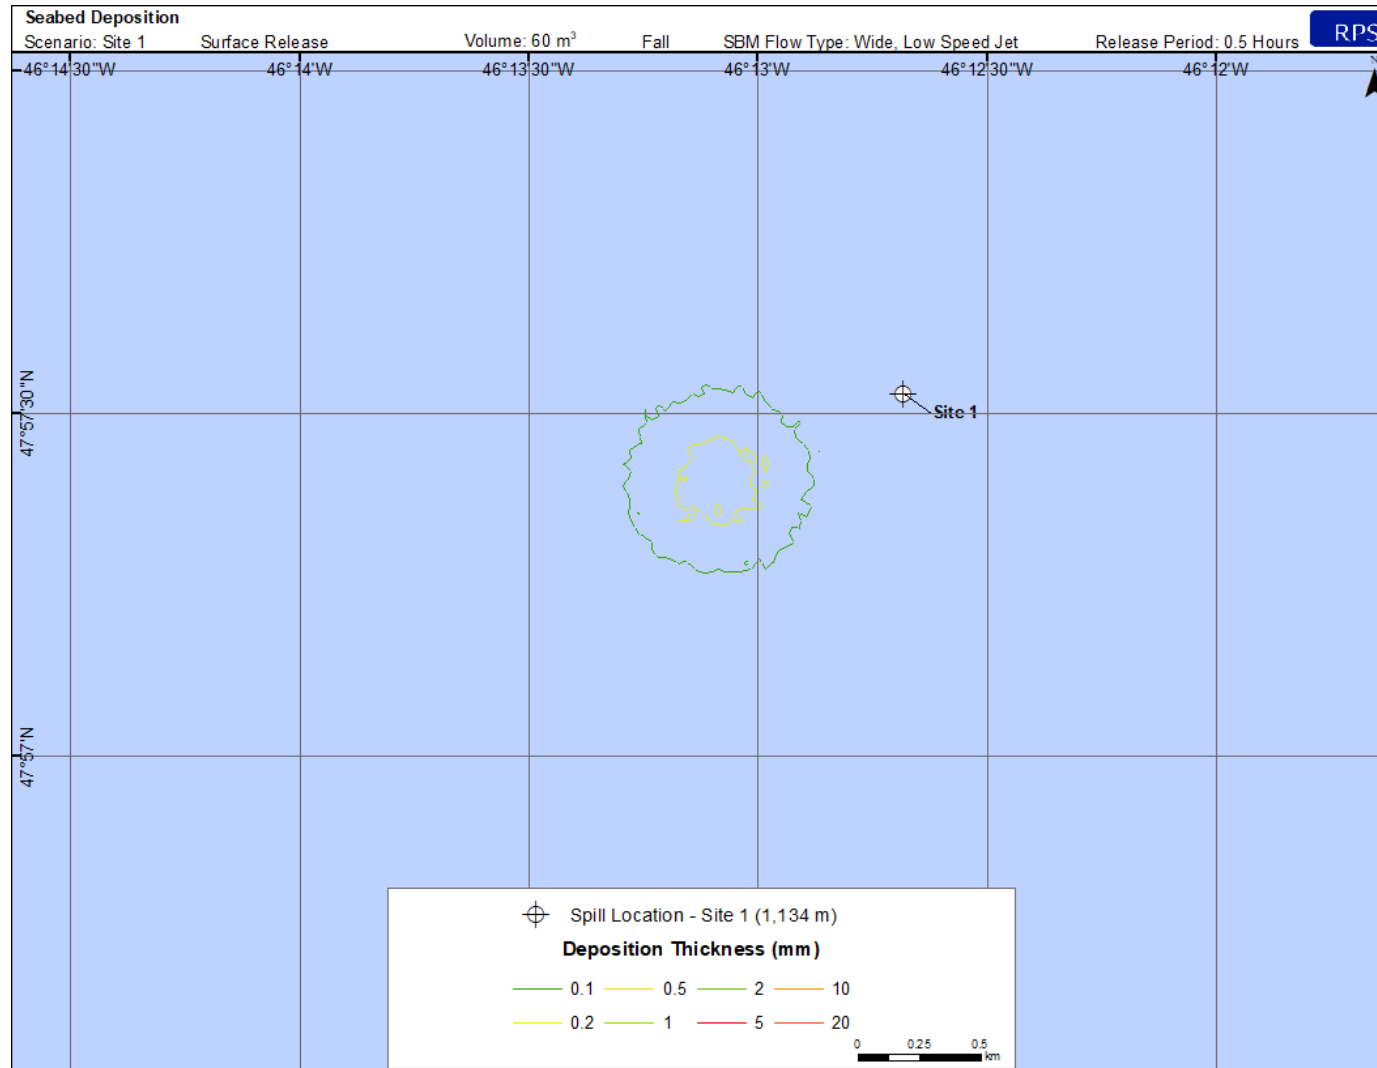 Seabed Deposition
Scenario: Site 1 Surface Release Volume: 60 m³ Fall SBM Flow Type: Wide, Low Speed Jet Release Period: 0.5 Hours RPS
46°14'30"W 46°14'W 46°13'30"W 46°13'W 46°12'30"W 46°12'W
N
47°57'30"N
Site 1
47°57'N
Spill Location - Site 1 (1,134 m)
Deposition Thickness (mm)
0.1 0.5 2 10
0.2 1 5 20
0 0.25 0.5
km